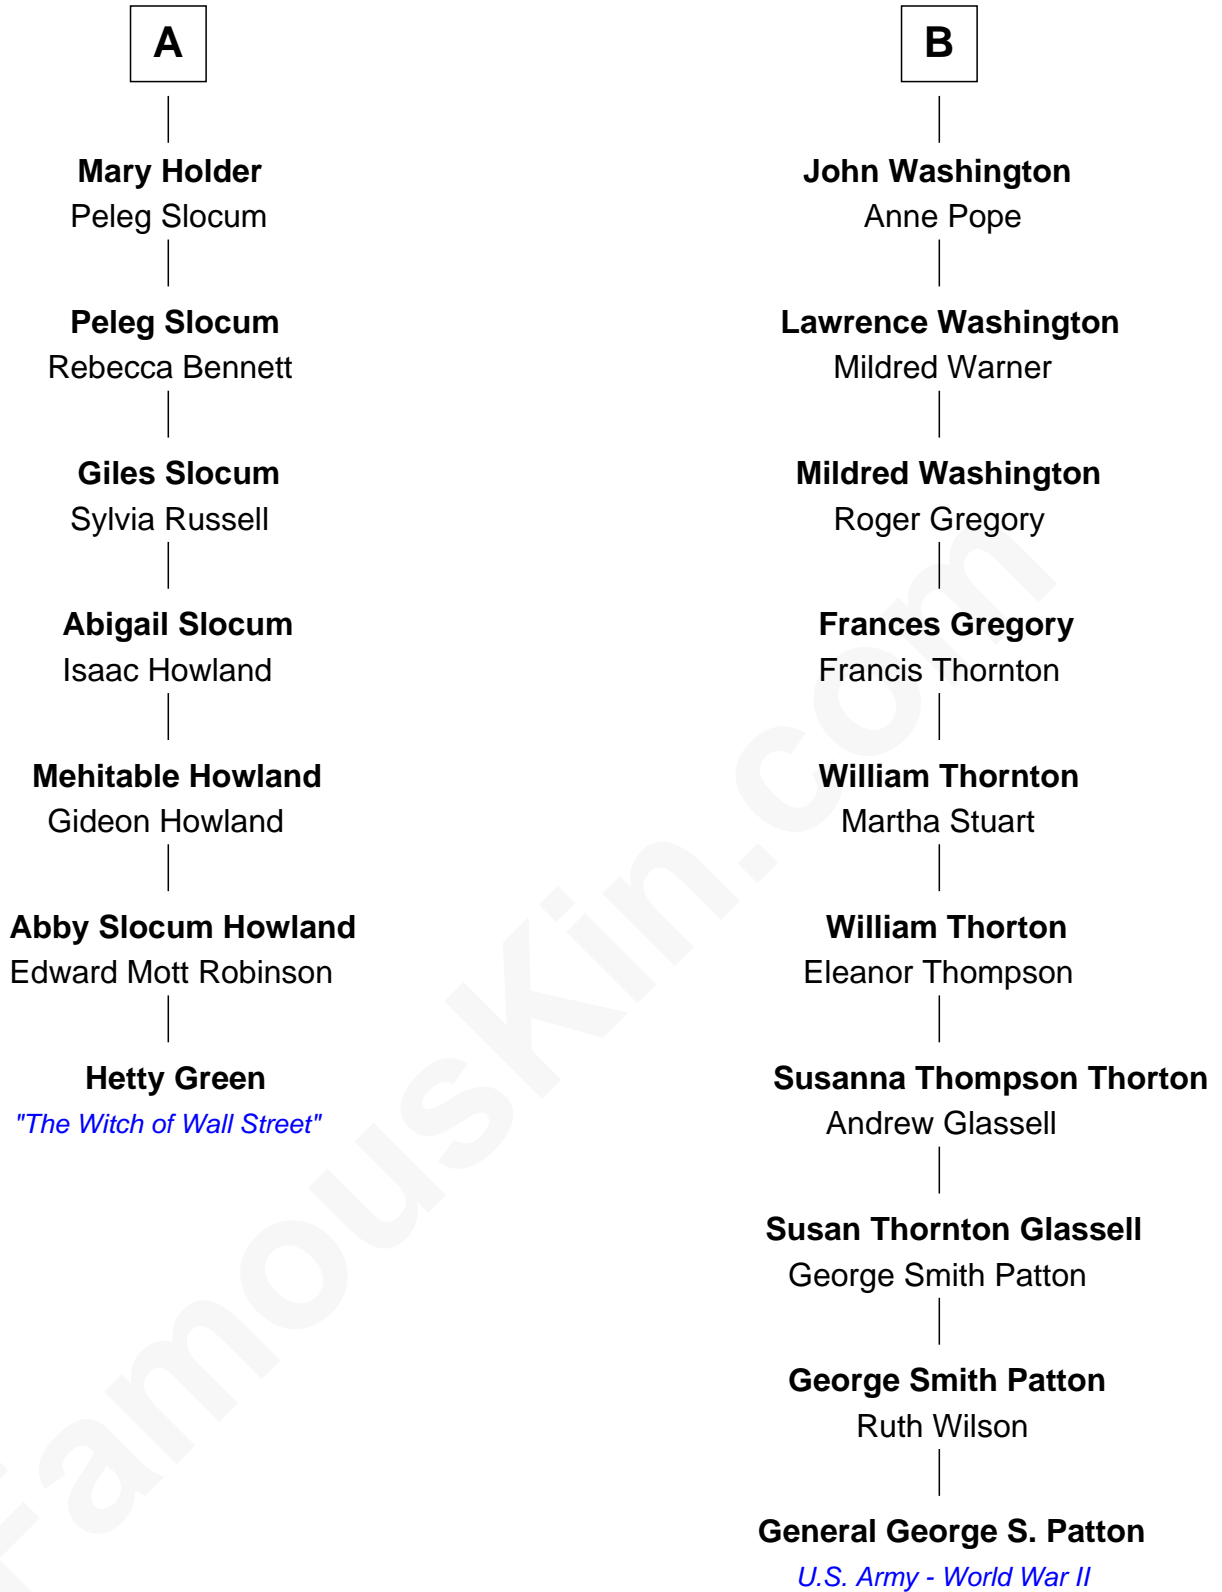 A
Mary Holder
Peleg Slocum
Peleg Slocum
Rebecca Bennett
Giles Slocum
Sylvia Russell
Abigail Slocum
Isaac Howland
Mehitable Howland
Gideon Howland
Abby Slocum Howland
Edward Mott Robinson
Hetty Green
"The Witch of Wall Street"
B
John Washington
Anne Pope
Lawrence Washington
Mildred Warner
Mildred Washington
Roger Gregory
Frances Gregory
Francis Thornton
William Thornton
Martha Stuart
William Thorton
Eleanor Thompson
Susanna Thompson Thorton
Andrew Glassell
Susan Thornton Glassell
George Smith Patton
George Smith Patton
Ruth Wilson
General George S. Patton
U.S. Army - World War II
FamousKin.com